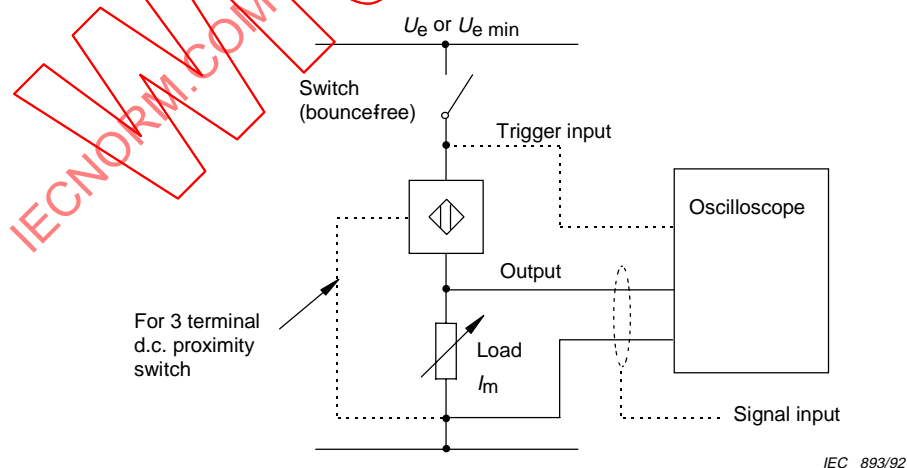 Ue or Ue min
Switch
(bouncefree)
Trigger input
Oscilloscope
Output
For 3 terminal
d.c. proximity
switch
Load
Im
Signal input
IEC 893/92
IECNORM.COM